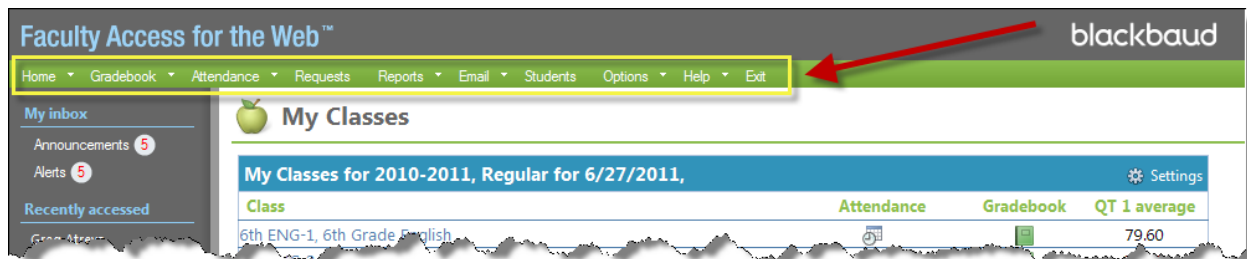 Faculty Access for the Web™
blackbaud
Home Gradebook Attendance Requests Reports Email Students Options Help Exit
My inbox
Announcements 5
Alerts 5
Recently accessed
My Classes
My Classes for 2010-2011, Regular for 6/27/2011,
Settings
Class Attendance Gradebook QT 1 average
6th ENG-1, 6th Grade English 79.60